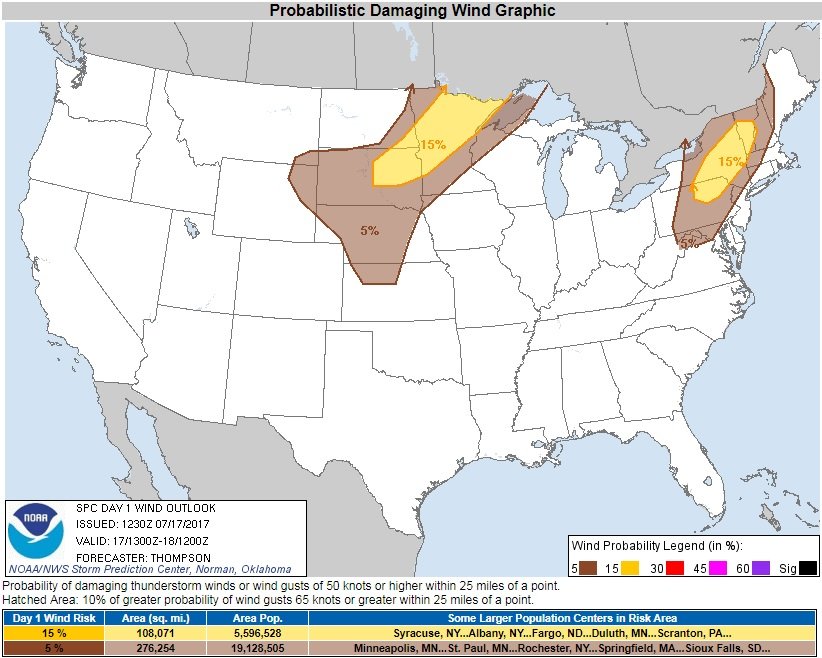 Probabilistic Damaging Wind Graphic
15%
15%
5%
5%
NOAA
SPC DAY 1 WIND OUTLOOK
ISSUED: 1230Z 07/17/2017
VALID: 17/1300Z-18/1200Z
FORECASTER: THOMPSON
NOAA/NWS Storm Prediction Center, Norman, Oklahoma
Wind Probability Legend (in %):
5 15 30 45 60 Sig
Probability of damaging thunderstorm winds or wind gusts of 50 knots or higher within 25 miles of a point.
Hatched Area: 10% of greater probability of wind gusts 65 knots or greater within 25 miles of a point.
Day 1 Wind Risk Area (sq. mi.) Area Pop. Some Larger Population Centers in Risk Area
15 % 108,071 5,596,528 Syracuse, NY...Albany, NY...Fargo, ND...Duluth, MN...Scranton, PA...
5 % 276,254 19,128,505 Minneapolis, MN...St. Paul, MN...Rochester, NY...Springfield, MA...Sioux Falls, SD...